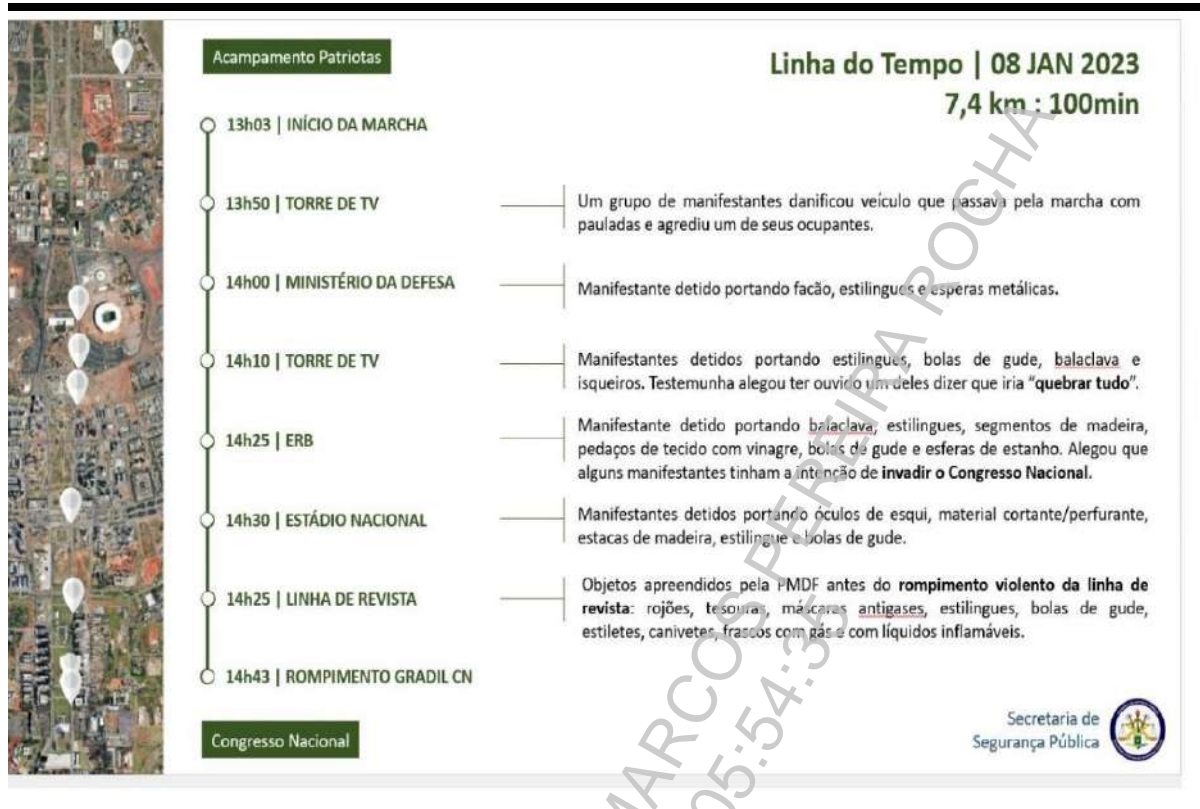 Acampamento Patriotas
Linha do Tempo | 08 JAN 2023
7,4 km : 100min
13h03 | INÍCIO DA MARCHA
13h50 | TORRE DE TV
Um grupo de manifestantes danificou veículo que passava pela marcha com
pauladas e agrediu um de seus ocupantes.
14h00 | MINISTÉRIO DA DEFESA
Manifestante detido portando facão, estilingues e esperas metálicas.
14h10 | TORRE DE TV
Manifestantes detidos portando estilingues, bolas de gude, balaclava e
isqueiros. Testemunha alegou ter ouvido um deles dizer que iria “quebrar tudo”.
14h25 | ERB
Manifestante detido portando balaclava, estilingues, segmentos de madeira,
pedaços de tecido com vinagre, bolas de gude e esferas de estanho. Alegou que
alguns manifestantes tinham a intenção de invadir o Congresso Nacional.
14h30 | ESTÁDIO NACIONAL
Manifestantes detidos portando óculos de esqui, material cortante/perfurante,
estacas de madeira, estilingue e bolas de gude.
14h25 | LINHA DE REVISTA
Objetos apreendidos pela PMDF antes do rompimento violento da linha de
revista: rojões, tesouras, máscaras antigases, estilingues, bolas de gude,
estiletes, canivetes, frascos com gás e com líquidos inflamáveis.
14h43 | ROMPIMENTO GRADIL CN
Congresso Nacional
Secretaria de
Segurança Pública
MARCOS PEREIRA ROCHA
05:54:35